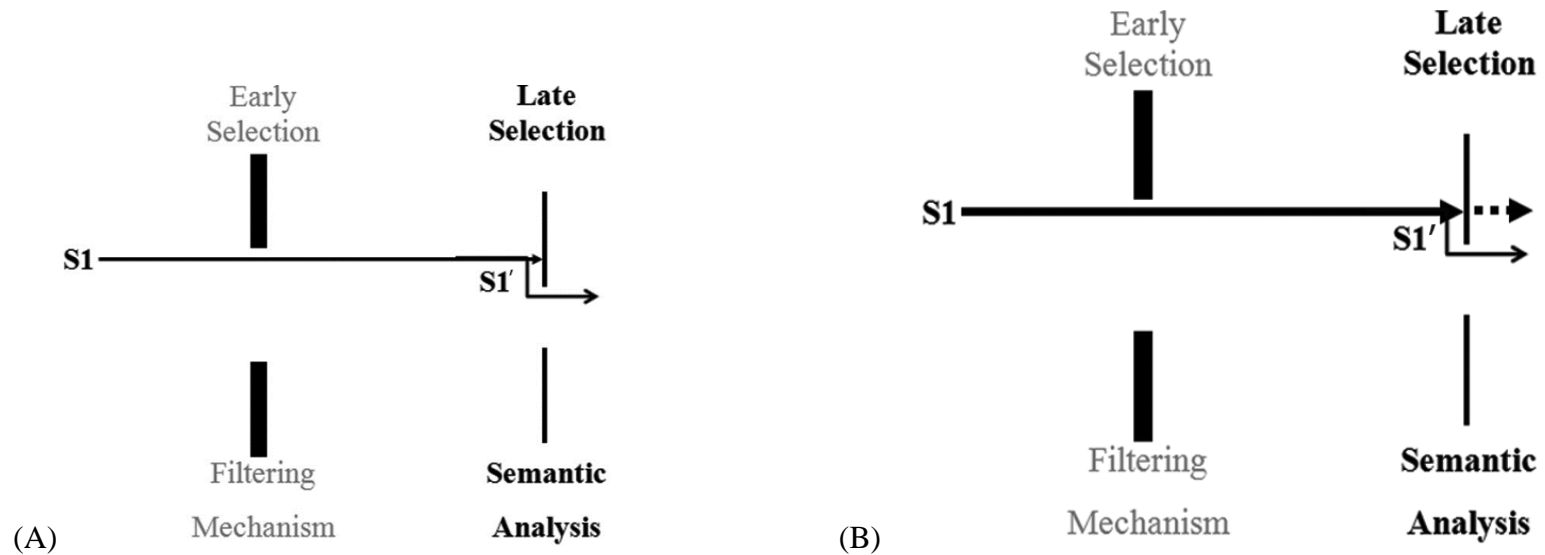 Early
Selection
Late
Selection
S1
S1′
Filtering
Mechanism
Semantic
Analysis
(A)
Early
Selection
Late
Selection
S1
S1′
Filtering
Mechanism
Semantic
Analysis
(B)